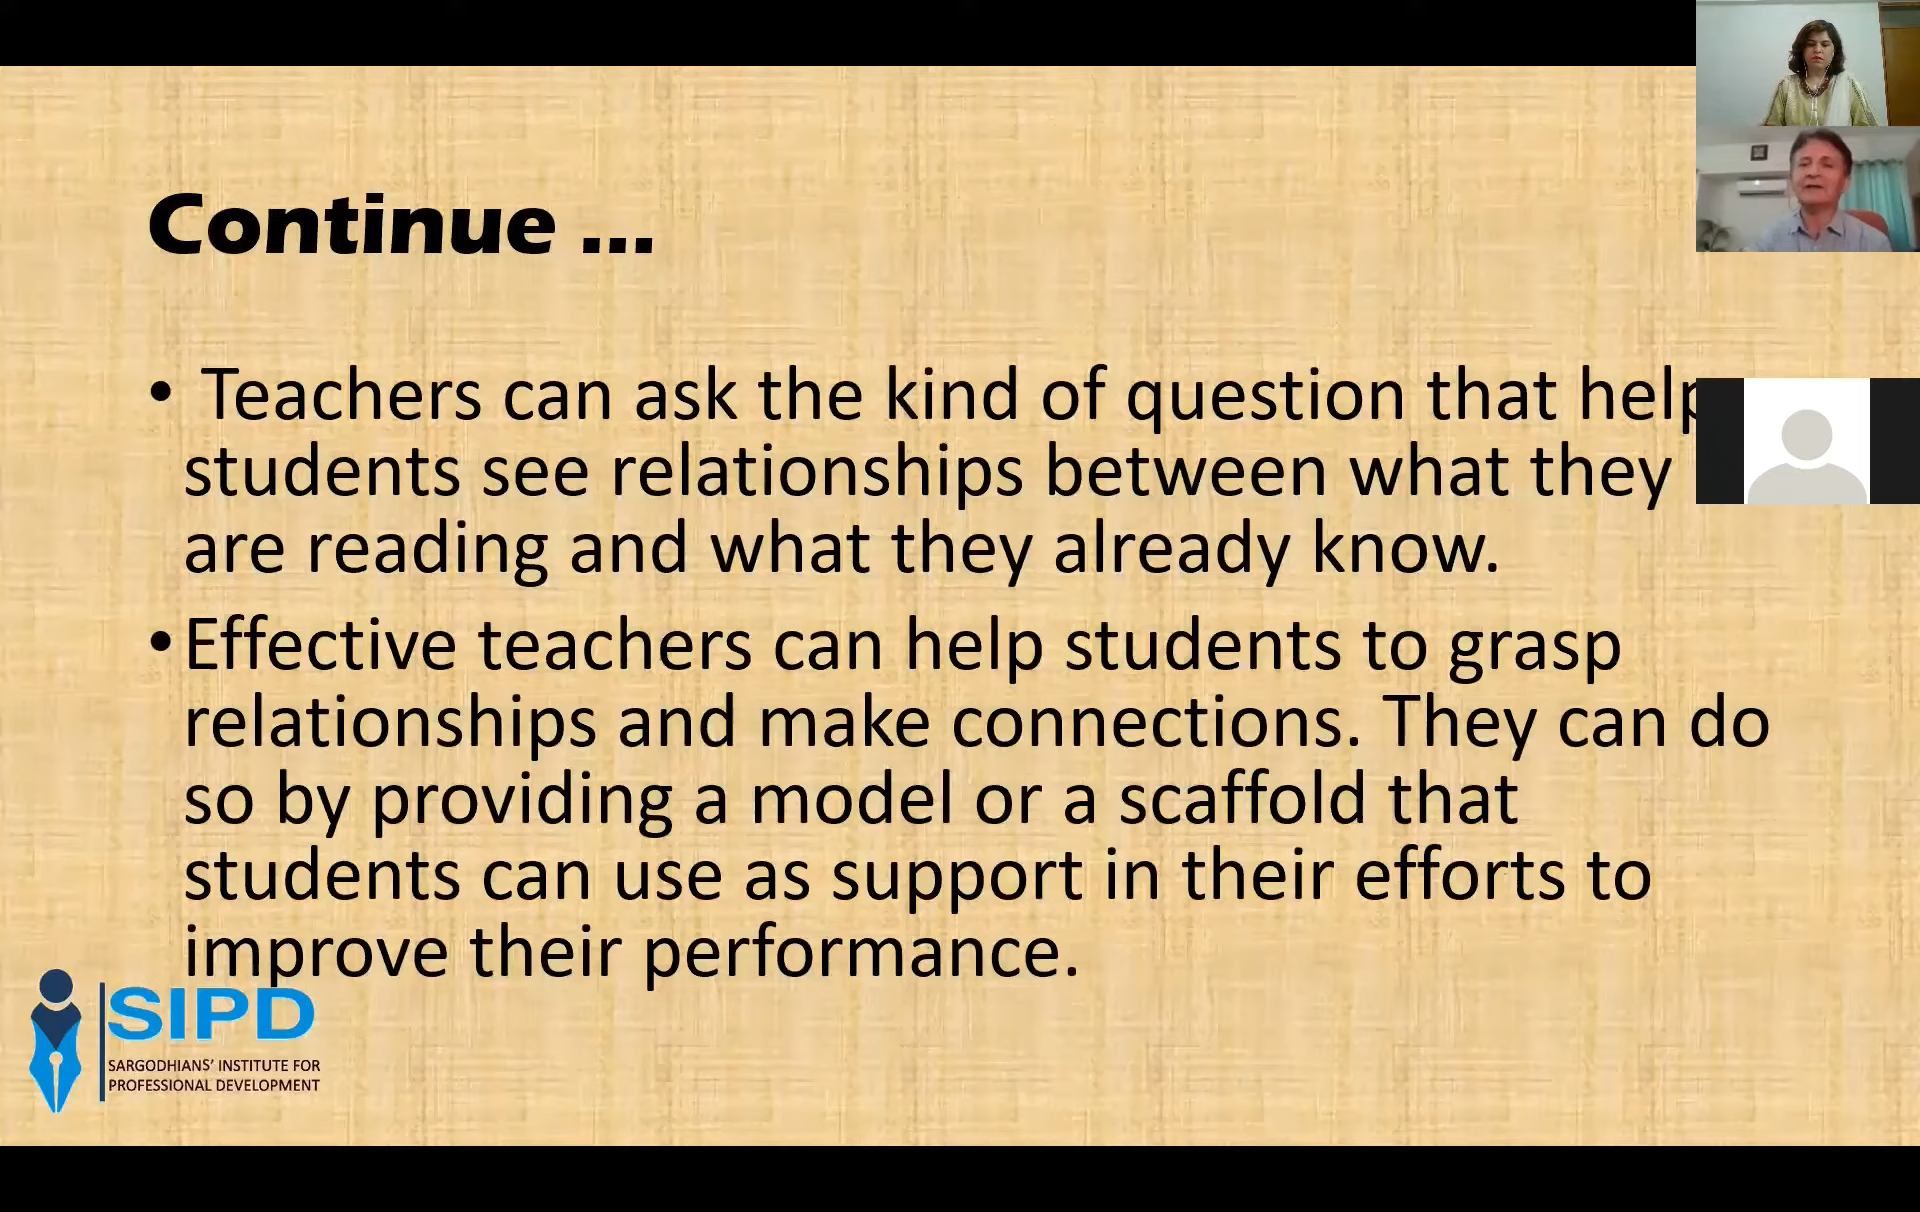 Continue ...
• Teachers can ask the kind of question that help
students see relationships between what they
are reading and what they already know.
• Effective teachers can help students to grasp
relationships and make connections. They can do
so by providing a model or a scaffold that
students can use as support in their efforts to
improve their performance.
SIPD
SARGODHIANS' INSTITUTE FOR
PROFESSIONAL DEVELOPMENT